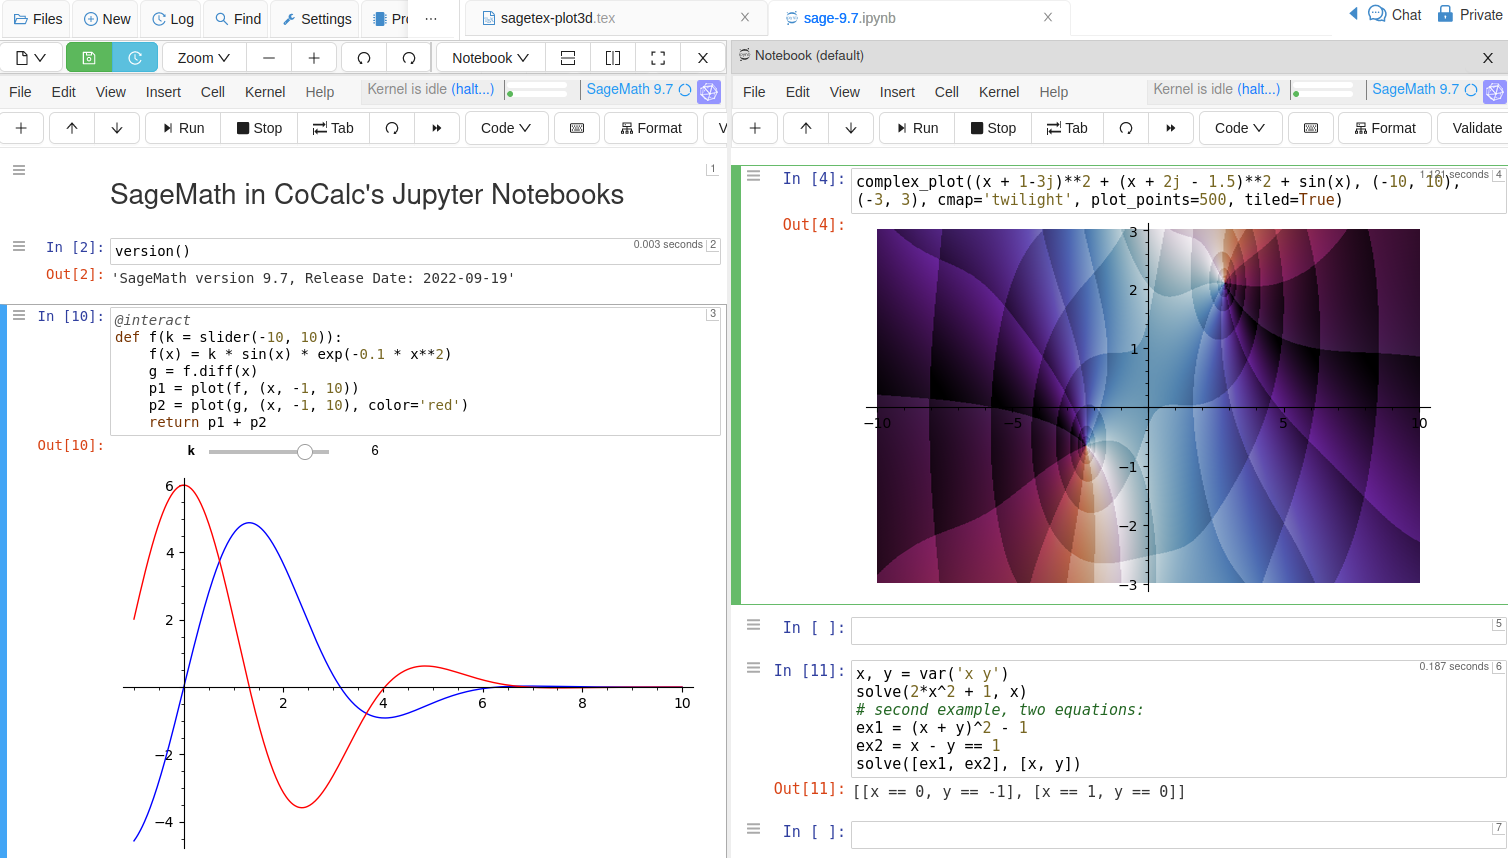 Files
New
Log
Find
Settings
sagetex-plot3d.tex
sage-9.7.ipynb
Chat
Private
Zoom
Notebook
Notebook (default)
File Edit View Insert Cell Kernel Help
Kernel is idle (halt...)
SageMath 9.7
File Edit View Insert Cell Kernel Help
Kernel is idle (halt...)
SageMath 9.7
Run
Stop
Tab
Code
Format
Run
Stop
Tab
Code
Format
Validate
1
SageMath in CoCalc's Jupyter Notebooks
In [2]:
version()
0.003 seconds 2
Out[2]:
'SageMath version 9.7, Release Date: 2022-09-19'
In [10]:
3
@interact
def f(k = slider(-10, 10)):
    f(x) = k * sin(x) * exp(-0.1 * x**2)
    g = f.diff(x)
    p1 = plot(f, (x, -1, 10))
    p2 = plot(g, (x, -1, 10), color='red')
    return p1 + p2
Out[10]:
k
6
6
4
2
2 4 6 8 10
−2
−4
In [4]:
1.121 seconds 4
complex_plot((x + 1-3j)**2 + (x + 2j - 1.5)**2 + sin(x), (-10, 10),
(-3, 3), cmap='twilight', plot_points=500, tiled=True)
Out[4]:
3
2
1
−10 −5 5 10
−1
−2
−3
In [ ]:
5
In [11]:
0.187 seconds 6
x, y = var('x y')
solve(2*x^2 + 1, x)
# second example, two equations:
ex1 = (x + y)^2 - 1
ex2 = x - y == 1
solve([ex1, ex2], [x, y])
Out[11]:
[[x == 0, y == -1], [x == 1, y == 0]]
In [ ]:
7